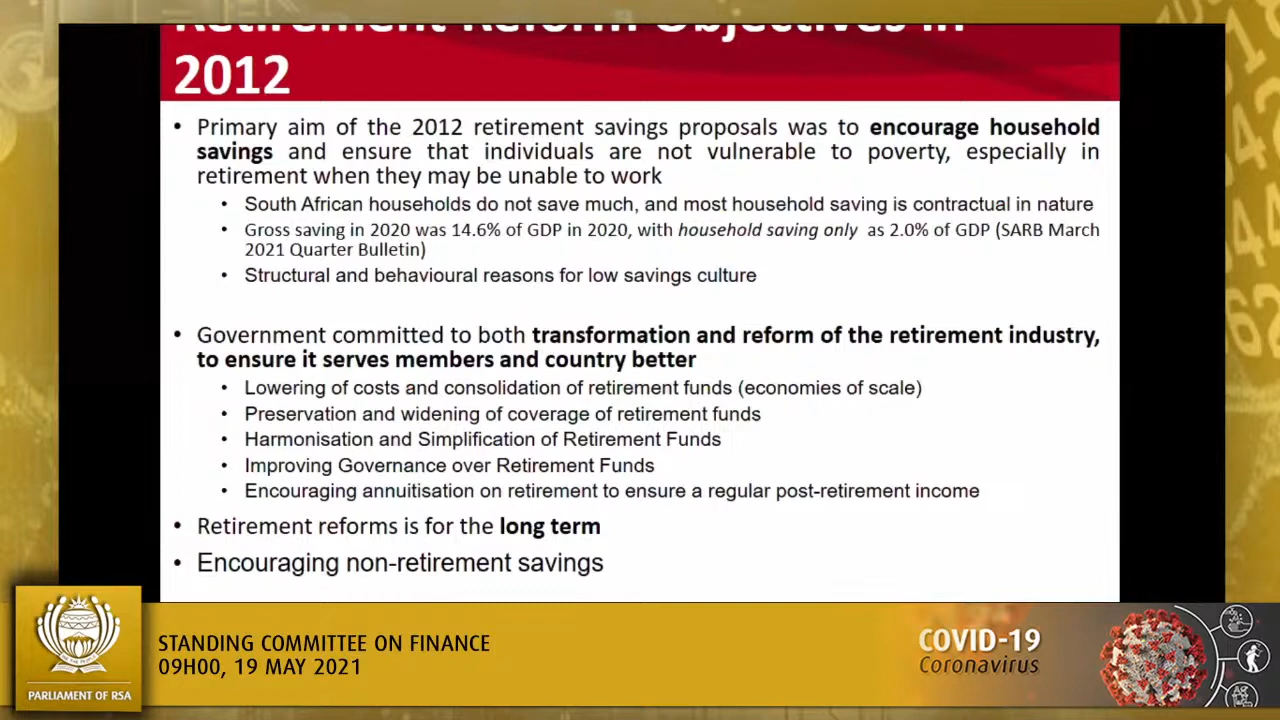 Retirement Reform Objectives in
2012
• Primary aim of the 2012 retirement savings proposals was to encourage household
savings and ensure that individuals are not vulnerable to poverty, especially in
retirement when they may be unable to work
• South African households do not save much, and most household saving is contractual in nature
• Gross saving in 2020 was 14.6% of GDP in 2020, with household saving only as 2.0% of GDP (SARB March
2021 Quarter Bulletin)
• Structural and behavioural reasons for low savings culture
• Government committed to both transformation and reform of the retirement industry,
to ensure it serves members and country better
• Lowering of costs and consolidation of retirement funds (economies of scale)
• Preservation and widening of coverage of retirement funds
• Harmonisation and Simplification of Retirement Funds
• Improving Governance over Retirement Funds
• Encouraging annuitisation on retirement to ensure a regular post-retirement income
• Retirement reforms is for the long term
• Encouraging non-retirement savings
STANDING COMMITTEE ON FINANCE
09H00, 19 MAY 2021
PARLIAMENT OF RSA
COVID-19
Coronavirus